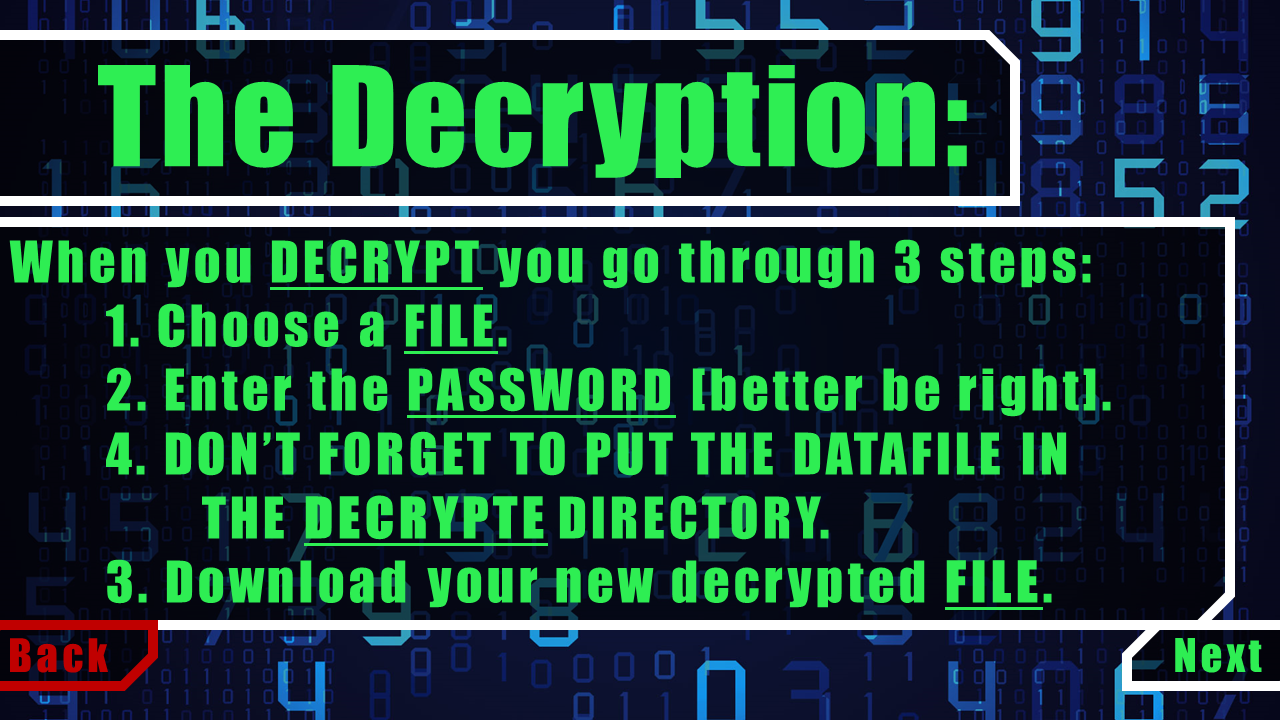 The Decryption:
When you DECRYPT you go through 3 steps:
1. Choose a FILE.
2. Enter the PASSWORD [better be right].
4. DON’T FORGET TO PUT THE DATAFILE IN
THE DECRYPTE DIRECTORY.
3. Download your new decrypted FILE.
Back
Next